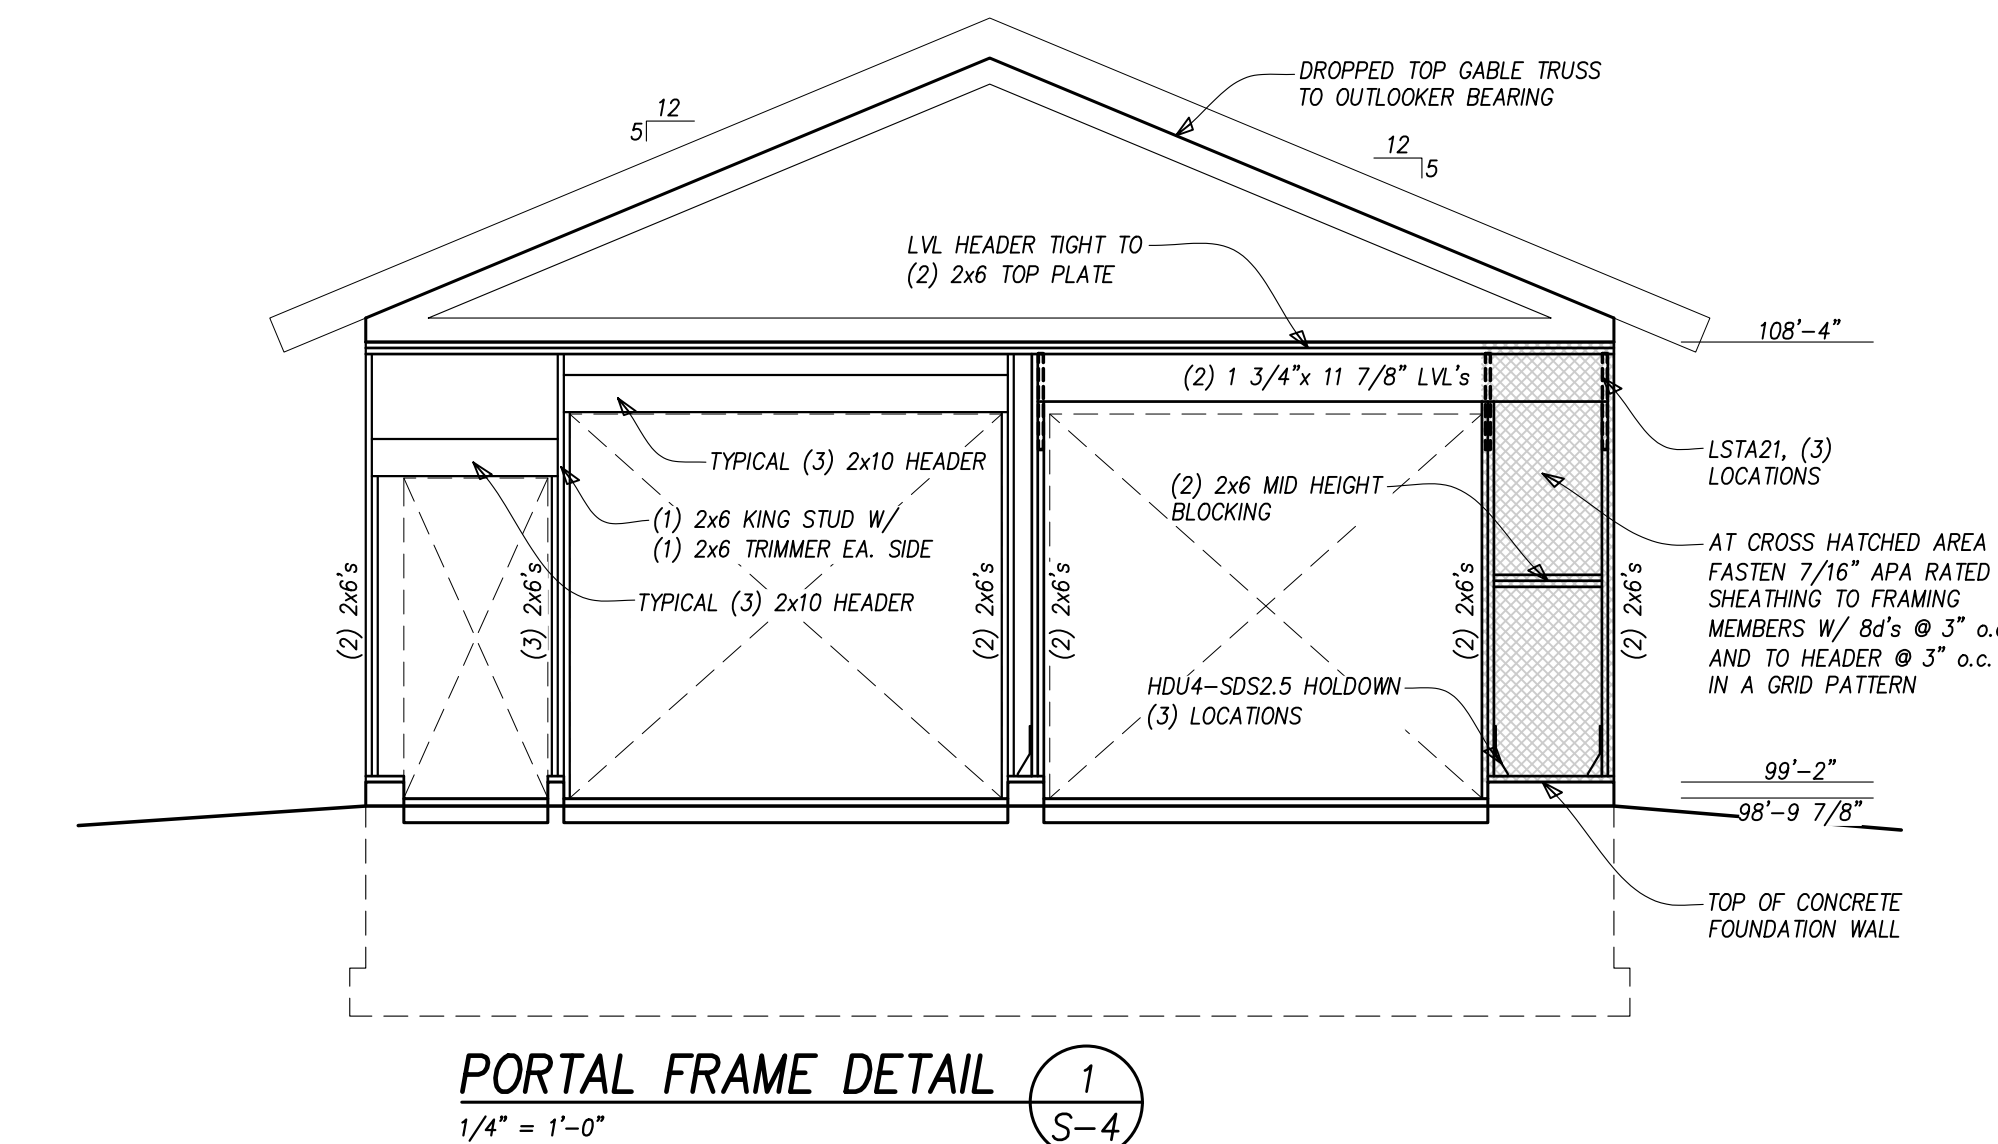 DROPPED TOP GABLE TRUSS
TO OUTLOOKER BEARING
12
5
12
5
LVL HEADER TIGHT TO
(2) 2x6 TOP PLATE
108'-4"
(2) 1 3/4"x 11 7/8" LVL's
LSTA21, (3)
LOCATIONS
TYPICAL (3) 2x10 HEADER
(2) 2x6 MID HEIGHT
BLOCKING
(1) 2x6 KING STUD W/
(1) 2x6 TRIMMER EA. SIDE
AT CROSS HATCHED AREA
FASTEN 7/16" APA RATED
SHEATHING TO FRAMING
MEMBERS W/ 8d's @ 3" o.c
AND TO HEADER @ 3" o.c.
IN A GRID PATTERN
TYPICAL (3) 2x10 HEADER
(2) 2x6's
(3) 2x6's
(2) 2x6's
(2) 2x6's
(2) 2x6's
(2) 2x6's
HDU4-SDS2.5 HOLDOWN
(3) LOCATIONS
99'-2"
98'-9 7/8"
TOP OF CONCRETE
FOUNDATION WALL
PORTAL FRAME DETAIL
1
1/4" = 1'-0"
S-4